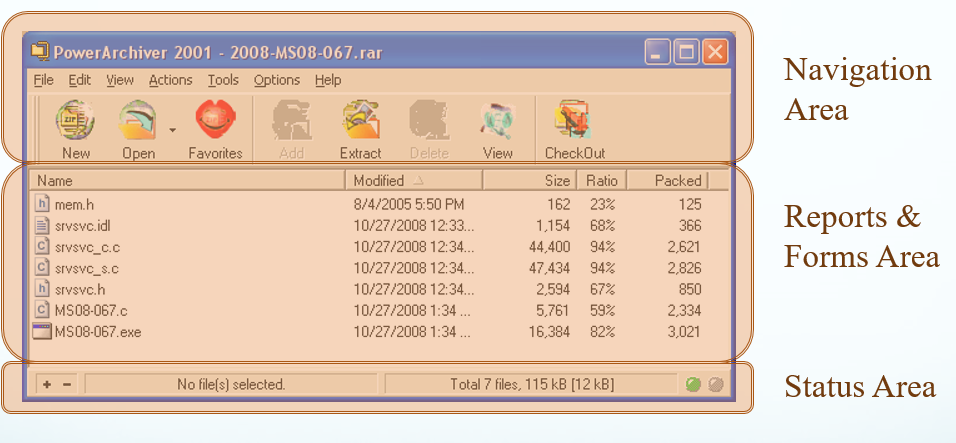 PowerArchiver 2001 - 2008-MS08-067.rar
File Edit View Actions Tools Options Help
ZIP
New Open Favorites Add Extract Delete View CheckOut
Name Modified Size Ratio Packed
mem.h 8/4/2005 5:50 PM 162 23% 125
srvsvc.idl 10/27/2008 12:33... 1,154 68% 366
srvsvc_c.c 10/27/2008 12:34... 44,400 94% 2,621
srvsvc_s.c 10/27/2008 12:34... 47,434 94% 2,826
srvsvc.h 10/27/2008 12:34... 2,594 67% 850
MS08-067.c 10/27/2008 1:34 ... 5,761 59% 2,334
MS08-067.exe 10/27/2008 1:34 ... 16,384 82% 3,021
+ - No file(s) selected. Total 7 files, 115 kB [12 kB]
Navigation
Area
Reports &
Forms Area
Status Area